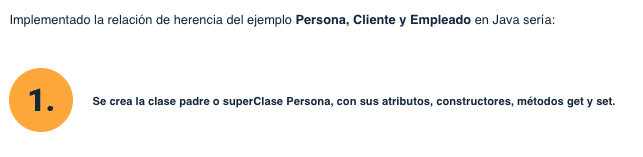 Implementado la relación de herencia del ejemplo Persona, Cliente y Empleado en Java sería:
1.
Se crea la clase padre o superClase Persona, con sus atributos, constructores, métodos get y set.